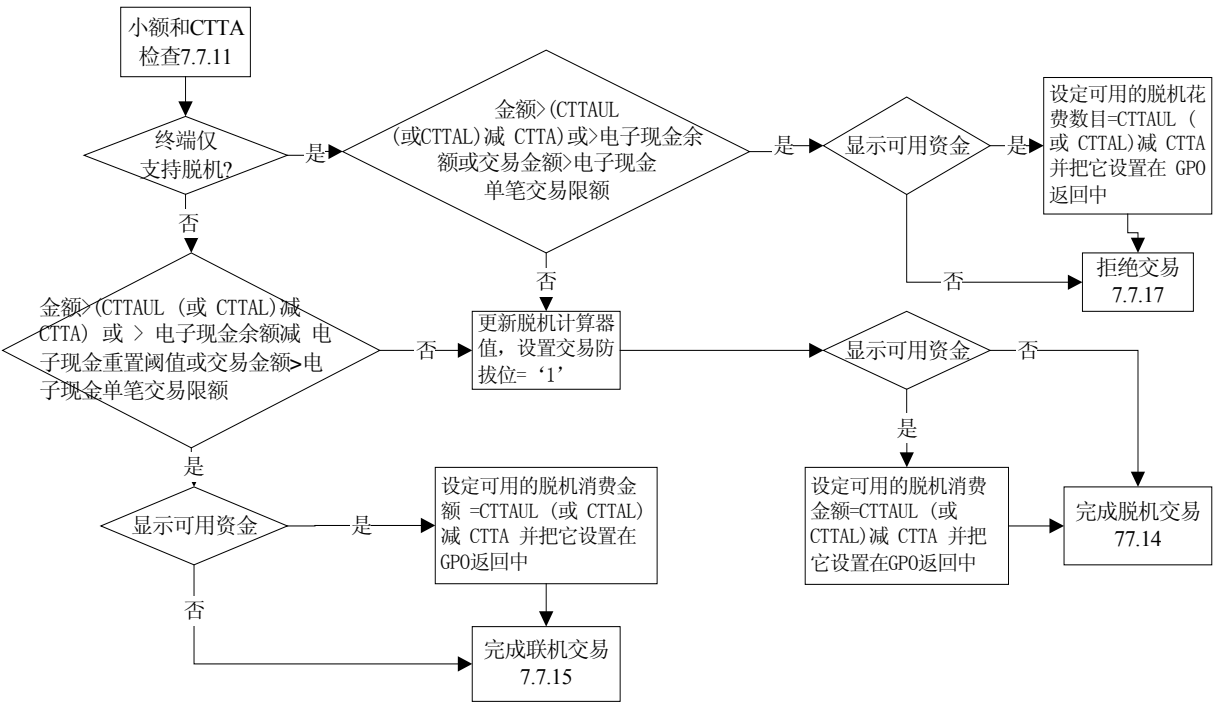 小额和CTTA
检查7.7.11
终端仅
支持脱机?
是
金额>(CTTAUL
(或CTTAL)减 CTTA)或>电子现金余
额或交易金额>电子现金
单笔交易限额
是
显示可用资金
是
设定可用的脱机花
费数目=CTTAUL (
或 CTTAL)减 CTTA
并把它设置在 GPO
返回中
否
否
否
拒绝交易
7.7.17
金额>(CTTAUL (或 CTTAL)减
CTTA) 或 > 电子现金余额减 电
子现金重置阈值或交易金额>电
子现金单笔交易限额
否
更新脱机计算器
值，设置交易防
拔位=‘1’
显示可用资金
否
是
是
显示可用资金
是
设定可用的脱机消费金
额 =CTTAUL (或 CTTAL)
减 CTTA 并把它设置在
GPO返回中
设定可用的脱机消费
金额=CTTAUL (或
CTTAL)减 CTTA 并把
它设置在GPO返回中
完成脱机交易
77.14
否
完成联机交易
7.7.15